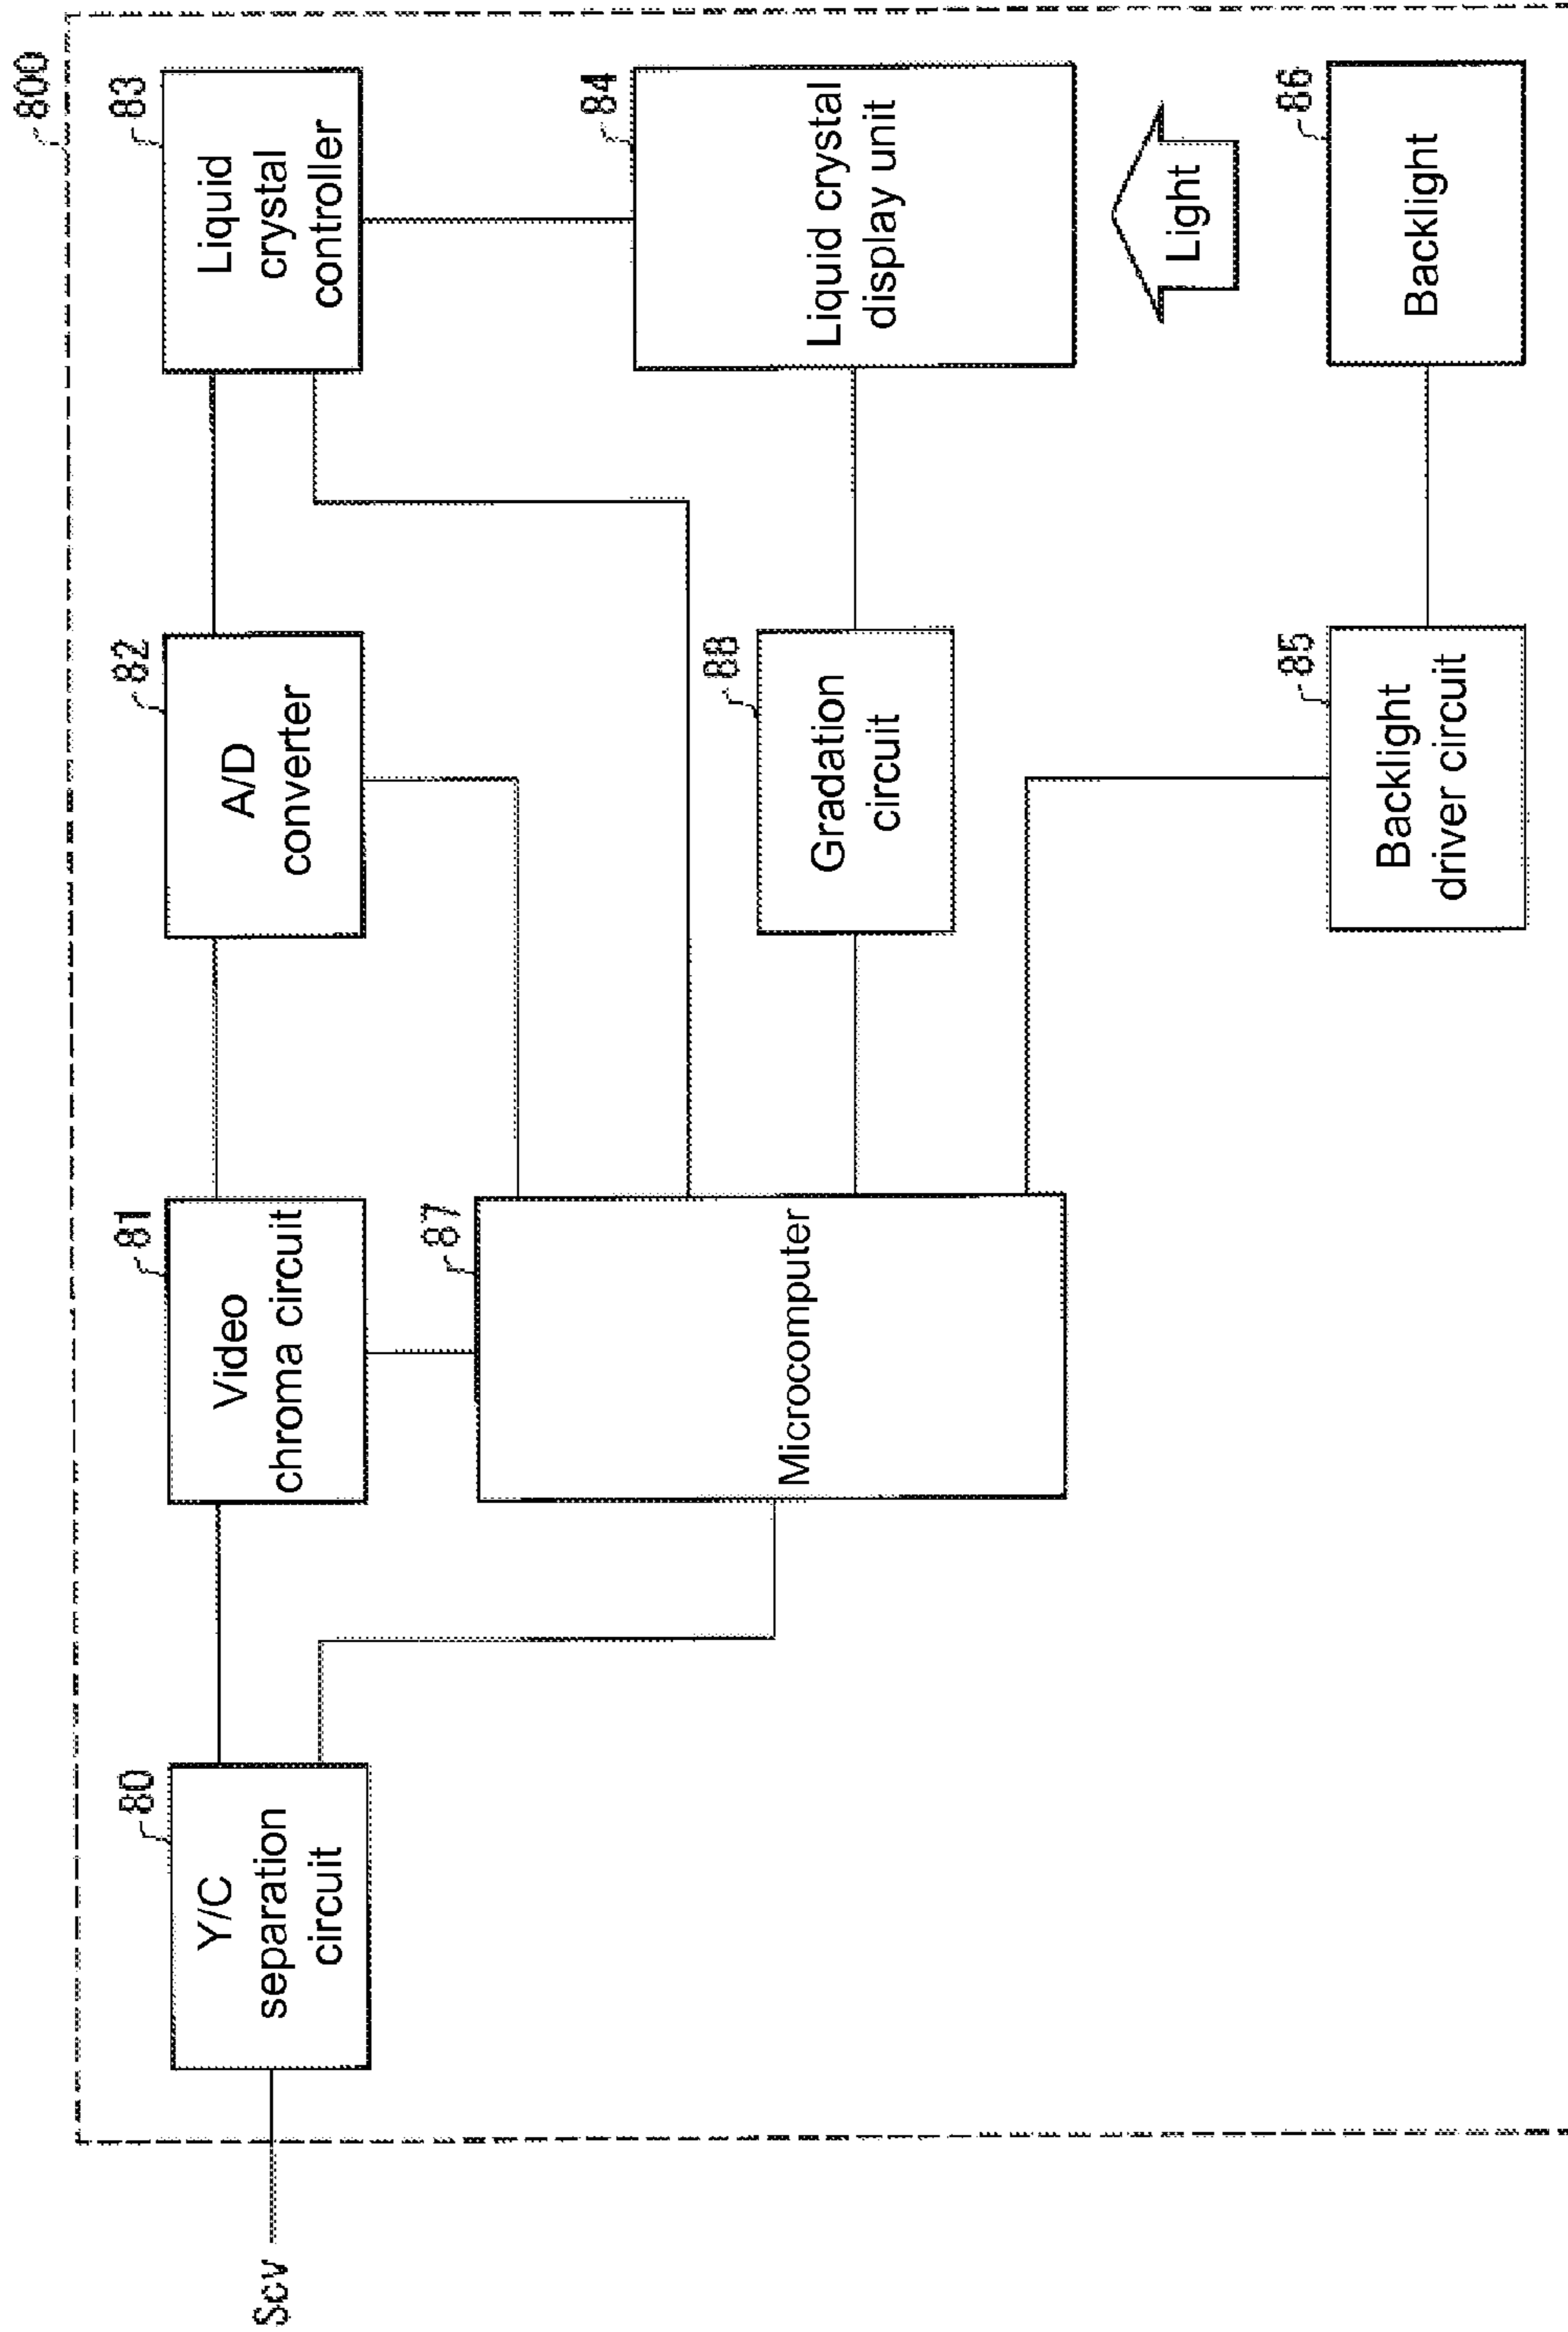 800
80
81
82
83
Scv
Y/C
separation
circuit
Video
chroma circuit
A/D
converter
Liquid
crystal
controller
87
84
Microcomputer
Liquid crystal
display unit
88
Gradation
circuit
Light
85
86
Backlight
driver circuit
Backlight